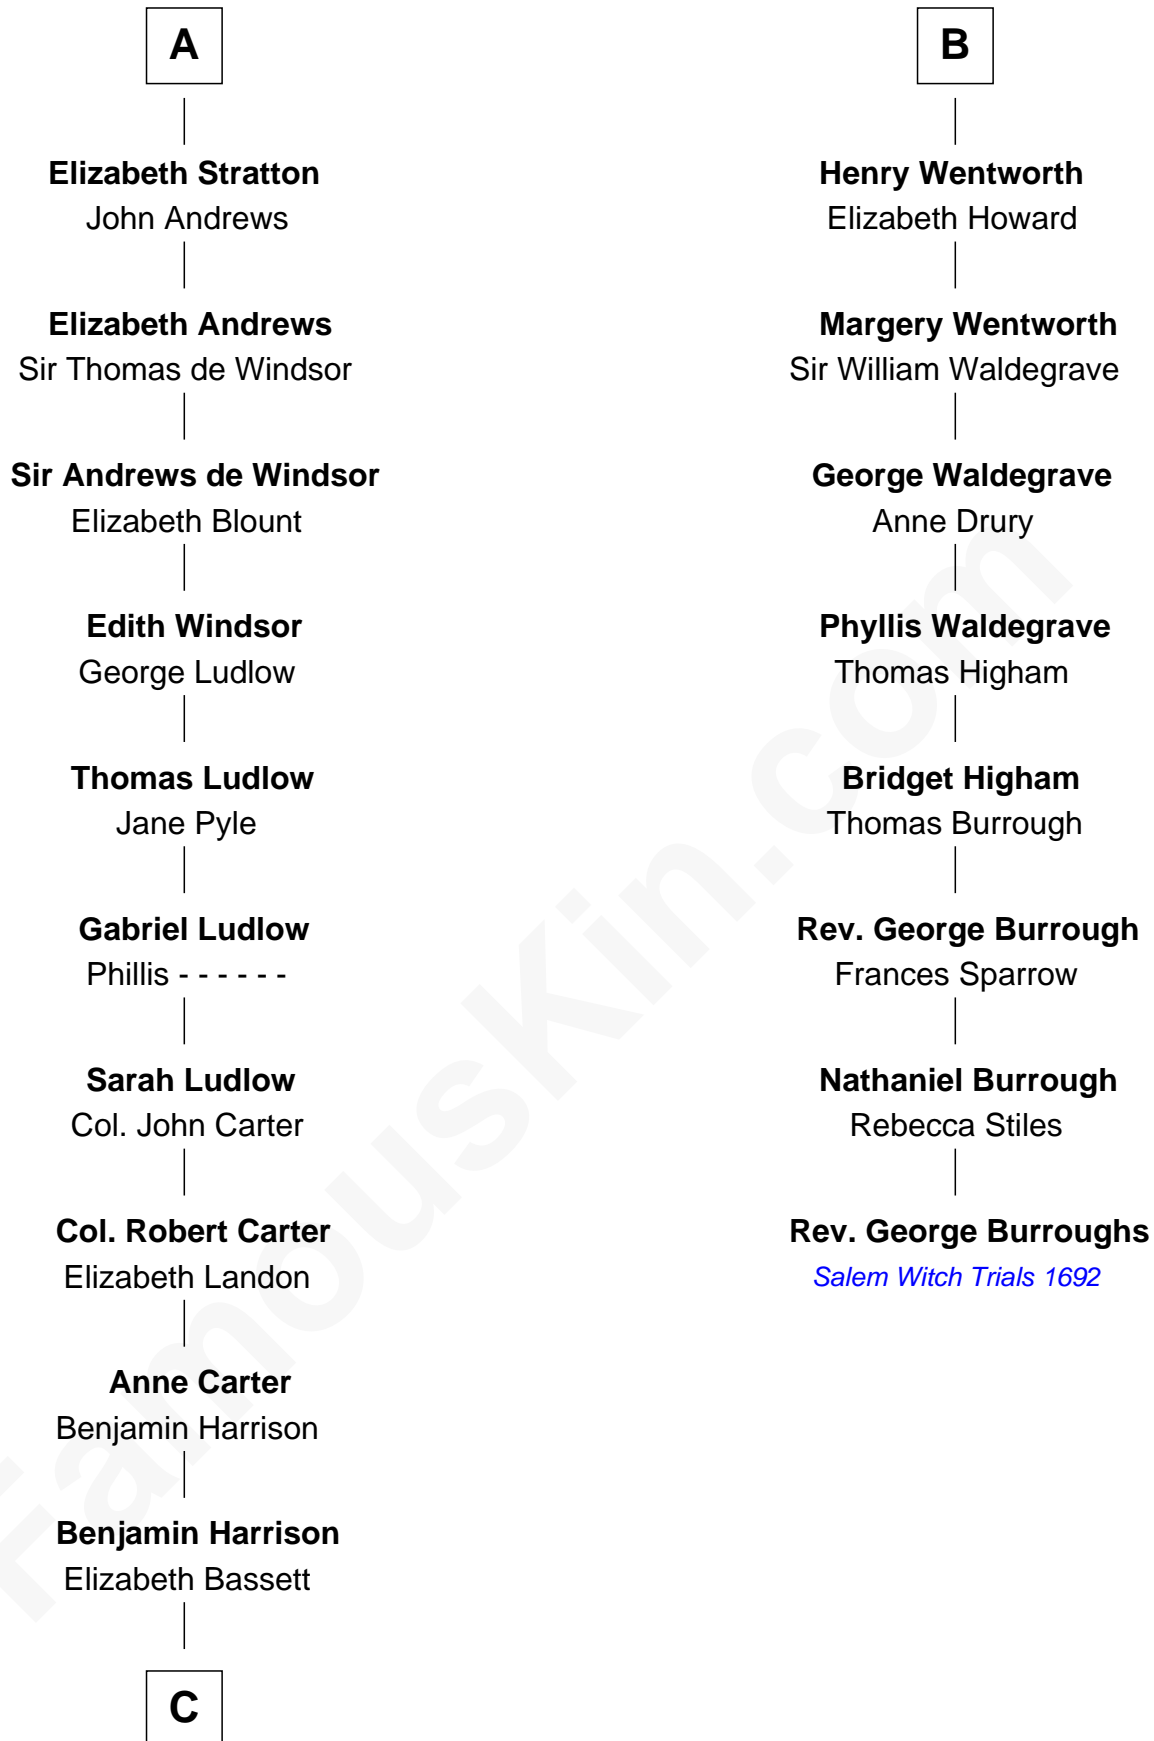 A
Elizabeth Stratton
John Andrews
Elizabeth Andrews
Sir Thomas de Windsor
Sir Andrews de Windsor
Elizabeth Blount
Edith Windsor
George Ludlow
Thomas Ludlow
Jane Pyle
Gabriel Ludlow
Phillis - - - - - -
Sarah Ludlow
Col. John Carter
Col. Robert Carter
Elizabeth Landon
Anne Carter
Benjamin Harrison
Benjamin Harrison
Elizabeth Bassett
C
B
Henry Wentworth
Elizabeth Howard
Margery Wentworth
Sir William Waldegrave
George Waldegrave
Anne Drury
Phyllis Waldegrave
Thomas Higham
Bridget Higham
Thomas Burrough
Rev. George Burrough
Frances Sparrow
Nathaniel Burrough
Rebecca Stiles
Rev. George Burroughs
Salem Witch Trials 1692
FamousKin.com